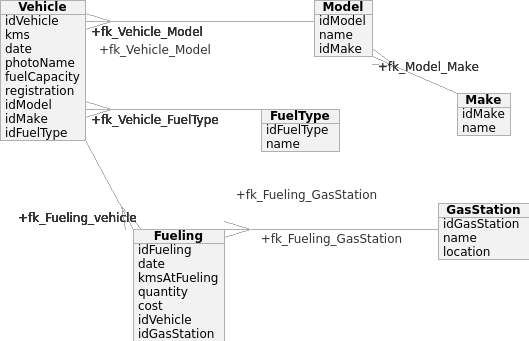 Vehicle
idVehicle
kms
date
photoName
fuelCapacity
registration
idModel
idMake
idFuelType
+fk_Vehicle_Model
+fk_Vehicle_Model
Model
idModel
name
idMake
+fk_Model_Make
Make
idMake
name
+fk_Vehicle_FuelType
FuelType
idFuelType
name
+fk_Fueling_GasStation
+fk_Fueling_vehicle
+fk_Fueling_GasStation
GasStation
idGasStation
name
location
Fueling
idFueling
date
kmsAtFueling
quantity
cost
idVehicle
idGasStation